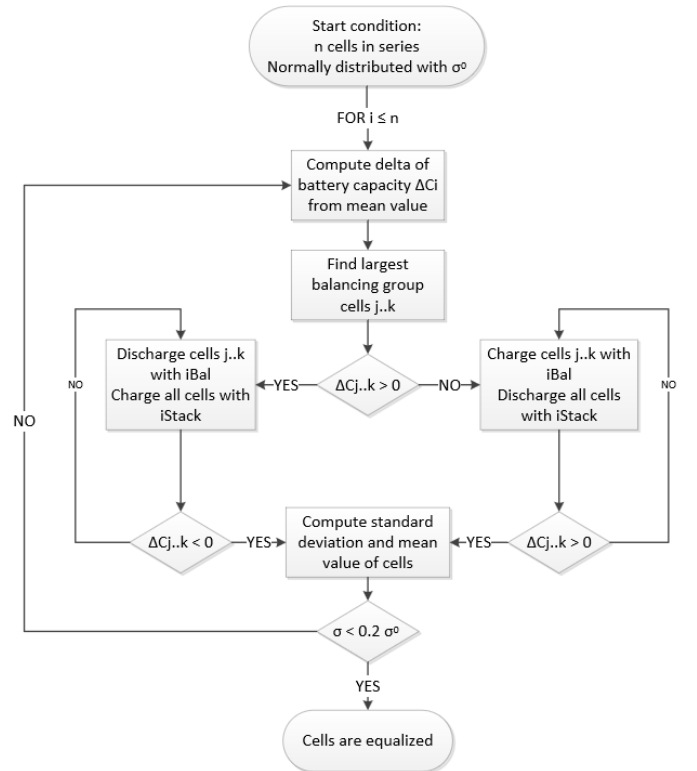 Start condition:
n cells in series
Normally distributed with σ⁰
FOR i ≤ n
Compute delta of
battery capacity ΔCi
from mean value
Find largest
balancing group
cells j..k
ΔCj..k > 0
YES
NO
Discharge cells j..k
with iBal
Charge all cells with
iStack
NO
Charge cells j..k with
iBal
Discharge all cells
with iStack
NO
NO
ΔCj..k < 0
YES
Compute standard
deviation and mean
value of cells
YES
ΔCj..k > 0
σ < 0.2 σ⁰
YES
Cells are equalized